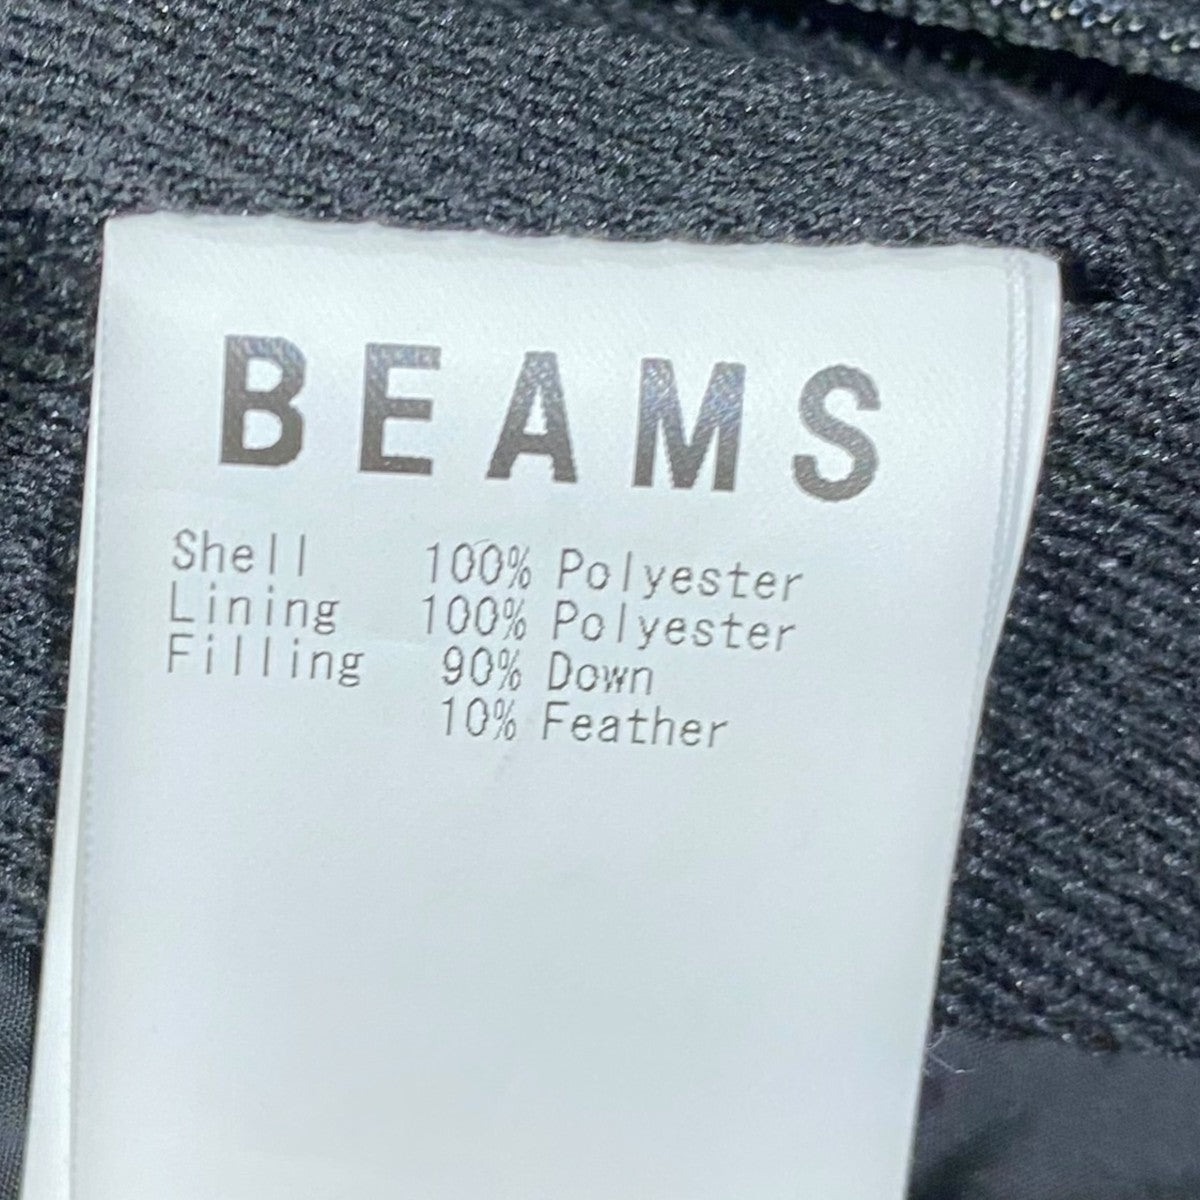 BEAMS
Shell 100% Polyester
Lining 100% Polyester
Filling 90% Down
10% Feather